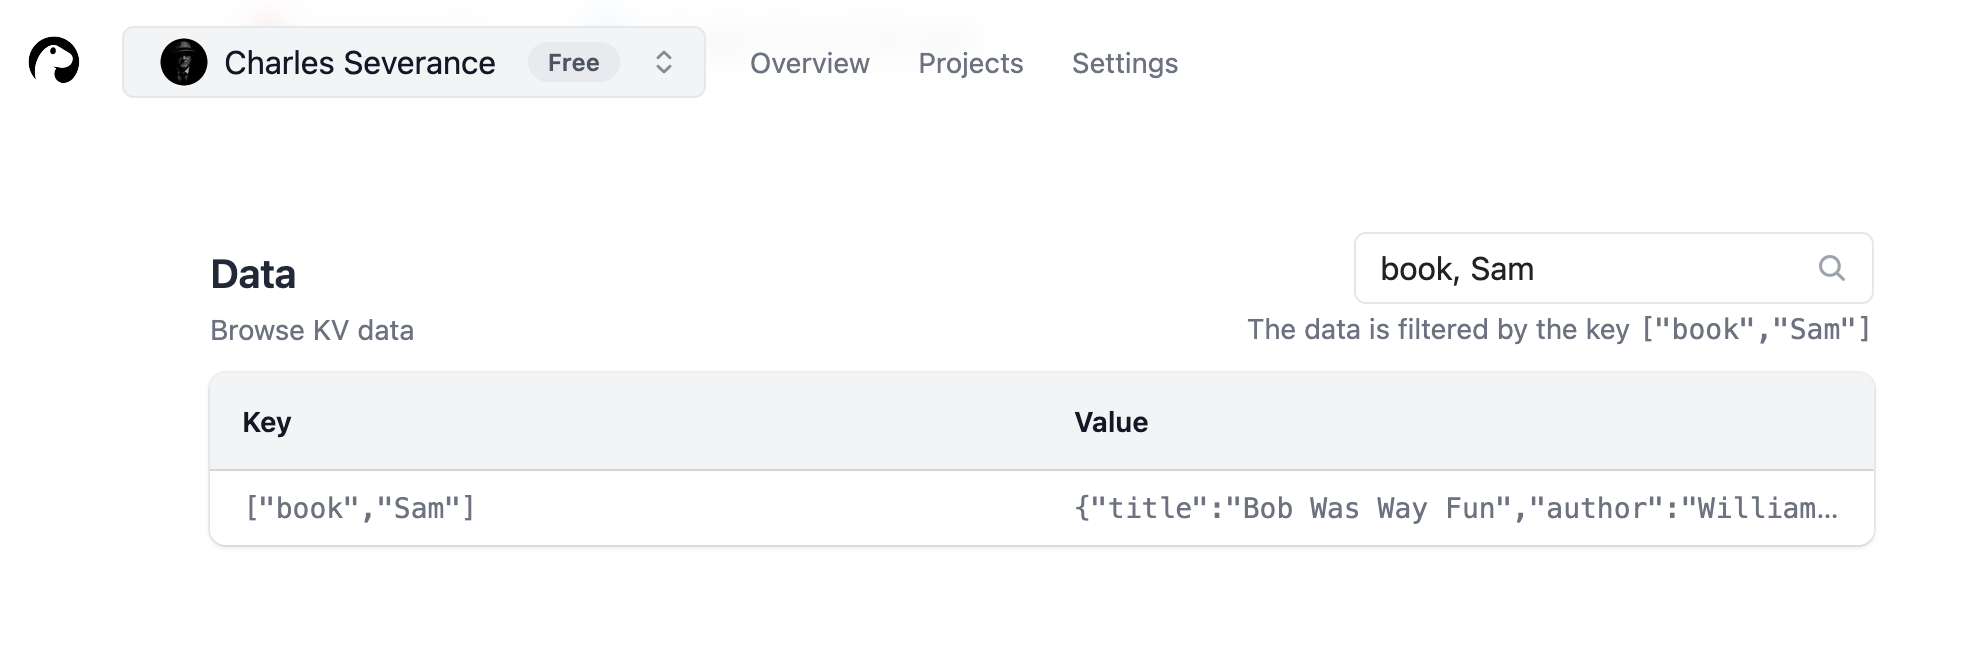 Charles Severance Free Overview Projects Settings
Data
book, Sam
Browse KV data
The data is filtered by the key ["book","Sam"]
Key Value
["book","Sam"] {"title":"Bob Was Way Fun","author":"William…